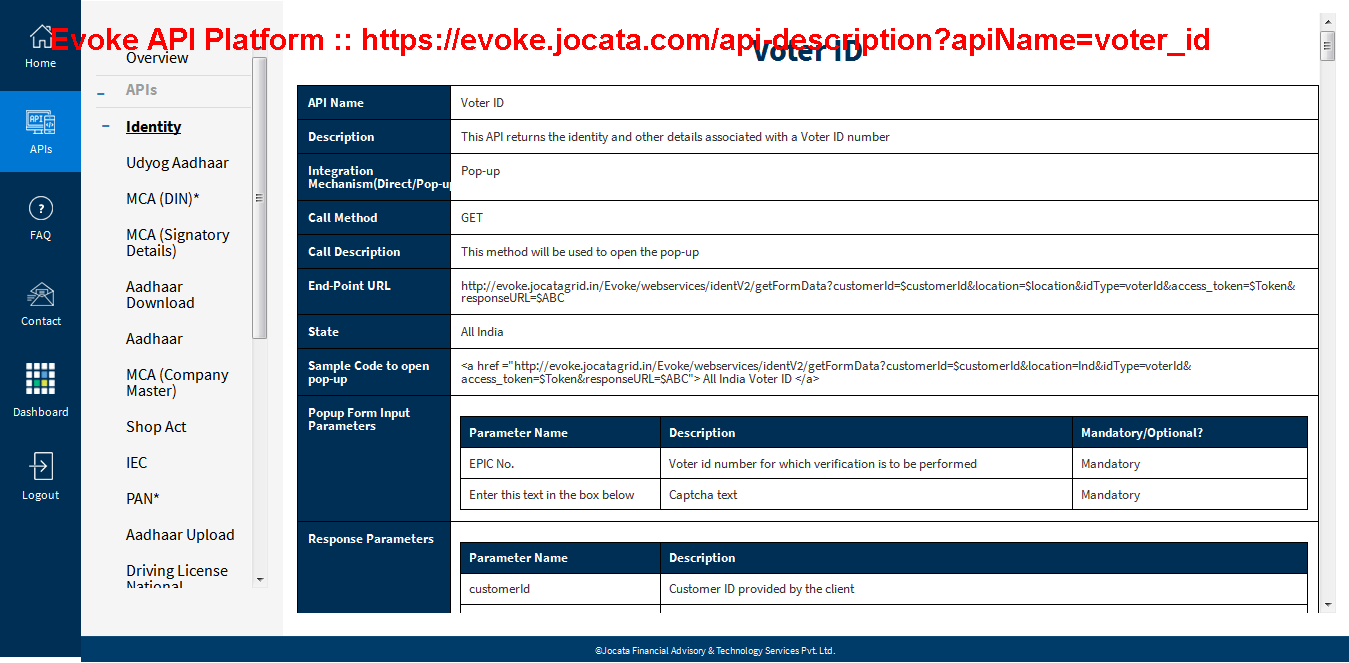 Evoke API Platform :: https://evoke.jocata.com/api-description?apiName=voter_id
Voter ID
Home
APIs
FAQ
Contact
Dashboard
Logout
Overview
APIs
Identity
Udyog Aadhaar
MCA (DIN)*
MCA (Signatory
Details)
Aadhaar
Download
Aadhaar
MCA (Company
Master)
Shop Act
IEC
PAN*
Aadhaar Upload
Driving License
National
API Name Voter ID
Description This API returns the identity and other details associated with a Voter ID number
Integration Pop-up
Mechanism(Direct/Pop-up
Call Method GET
Call Description This method will be used to open the pop-up
End-Point URL http://evoke.jocatagrid.in/Evoke/webservices/identV2/getFormData?customerId=$customerId&location=$location&idType=voterId&access_token=$Token&
responseURL=$ABC
State All India
Sample Code to open <a href ="http://evoke.jocatagrid.in/Evoke/webservices/identV2/getFormData?customerId=$customerId&location=Ind&idType=voterId&
pop-up access_token=$Token&responseURL=$ABC"> All India Voter ID </a>
Popup Form Input
Parameters
Parameter Name Description Mandatory/Optional?
EPIC No. Voter id number for which verification is to be performed Mandatory
Enter this text in the box below Captcha text Mandatory
Response Parameters
Parameter Name Description
customerId Customer ID provided by the client
©Jocata Financial Advisory & Technology Services Pvt. Ltd.